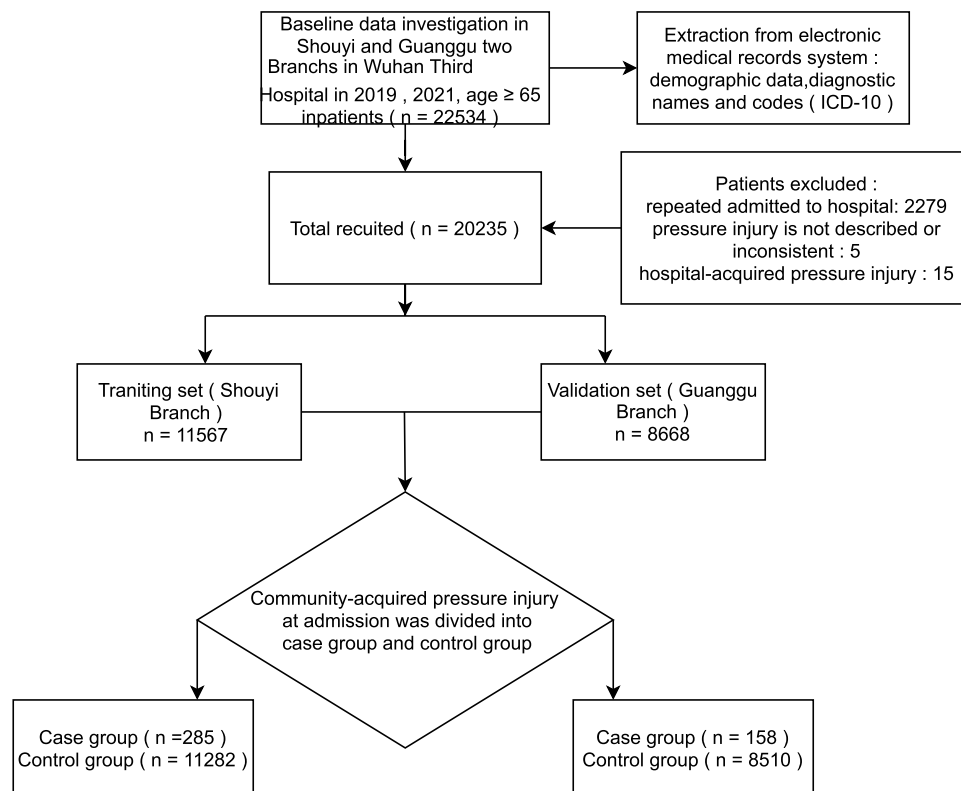 Baseline data investigation in
Shouyi and Guanggu two
Branchs in Wuhan Third
Hospital in 2019 , 2021, age ≥ 65
inpatients ( n = 22534 )
Extraction from electronic
medical records system :
demographic data,diagnostic
names and codes ( ICD-10 )
Total recuited ( n = 20235 )
Patients excluded :
repeated admitted to hospital: 2279
pressure injury is not described or
inconsistent : 5
hospital-acquired pressure injury : 15
Traniting set ( Shouyi
Branch )
n = 11567
Validation set ( Guanggu
Branch )
n = 8668
Community-acquired pressure injury
at admission was divided into
case group and control group
Case group ( n =285 )
Control group ( n = 11282 )
Case group ( n = 158 )
Control group ( n = 8510 )